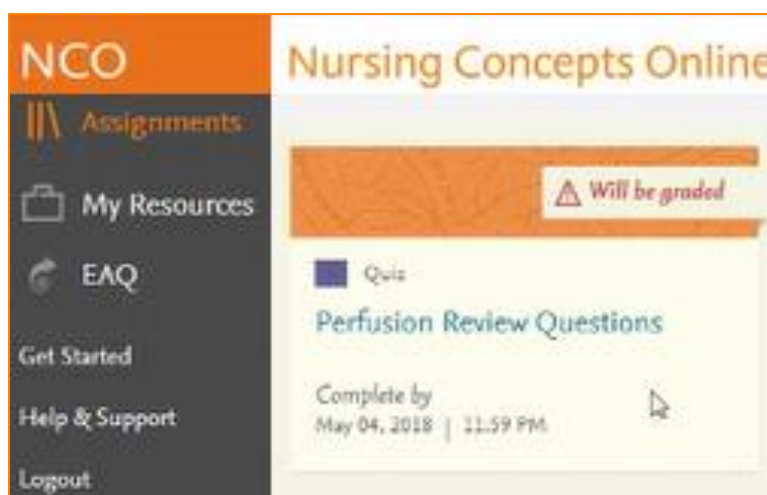 NCO
Nursing Concepts Online
Assignments
My Resources
EAQ
Get Started
Help & Support
Logout
Will be graded
Quiz
Perfusion Review Questions
Complete by
May 04, 2018 | 11:59 PM